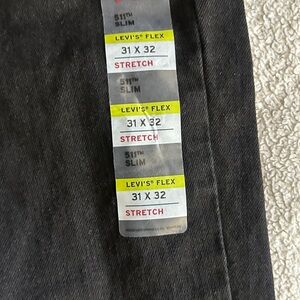 511™
SLIM
LEVI'S® FLEX
31 X 32
STRETCH
511™
SLIM
LEVI'S® FLEX
31 X 32
STRETCH
511™
SLIM
LEVI'S® FLEX
31 X 32
STRETCH